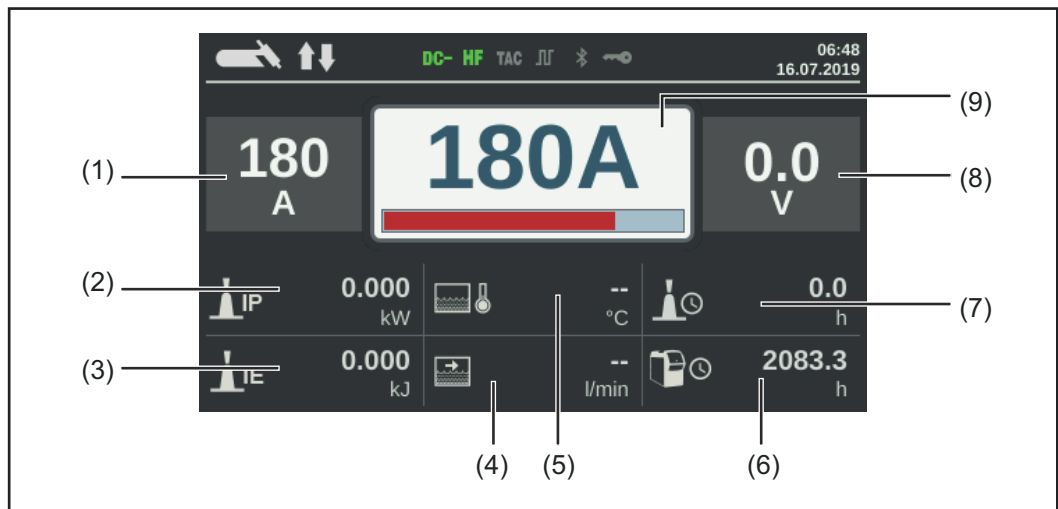 DC- HF TAC 06:48
16.07.2019
(9)
(1) 180 A 180A 0.0 V (8)
(2) IP 0.000 kW -- °C 0.0 h (7)
(3) IE 0.000 kJ -- l/min 2083.3 h
(4) (5) (6)